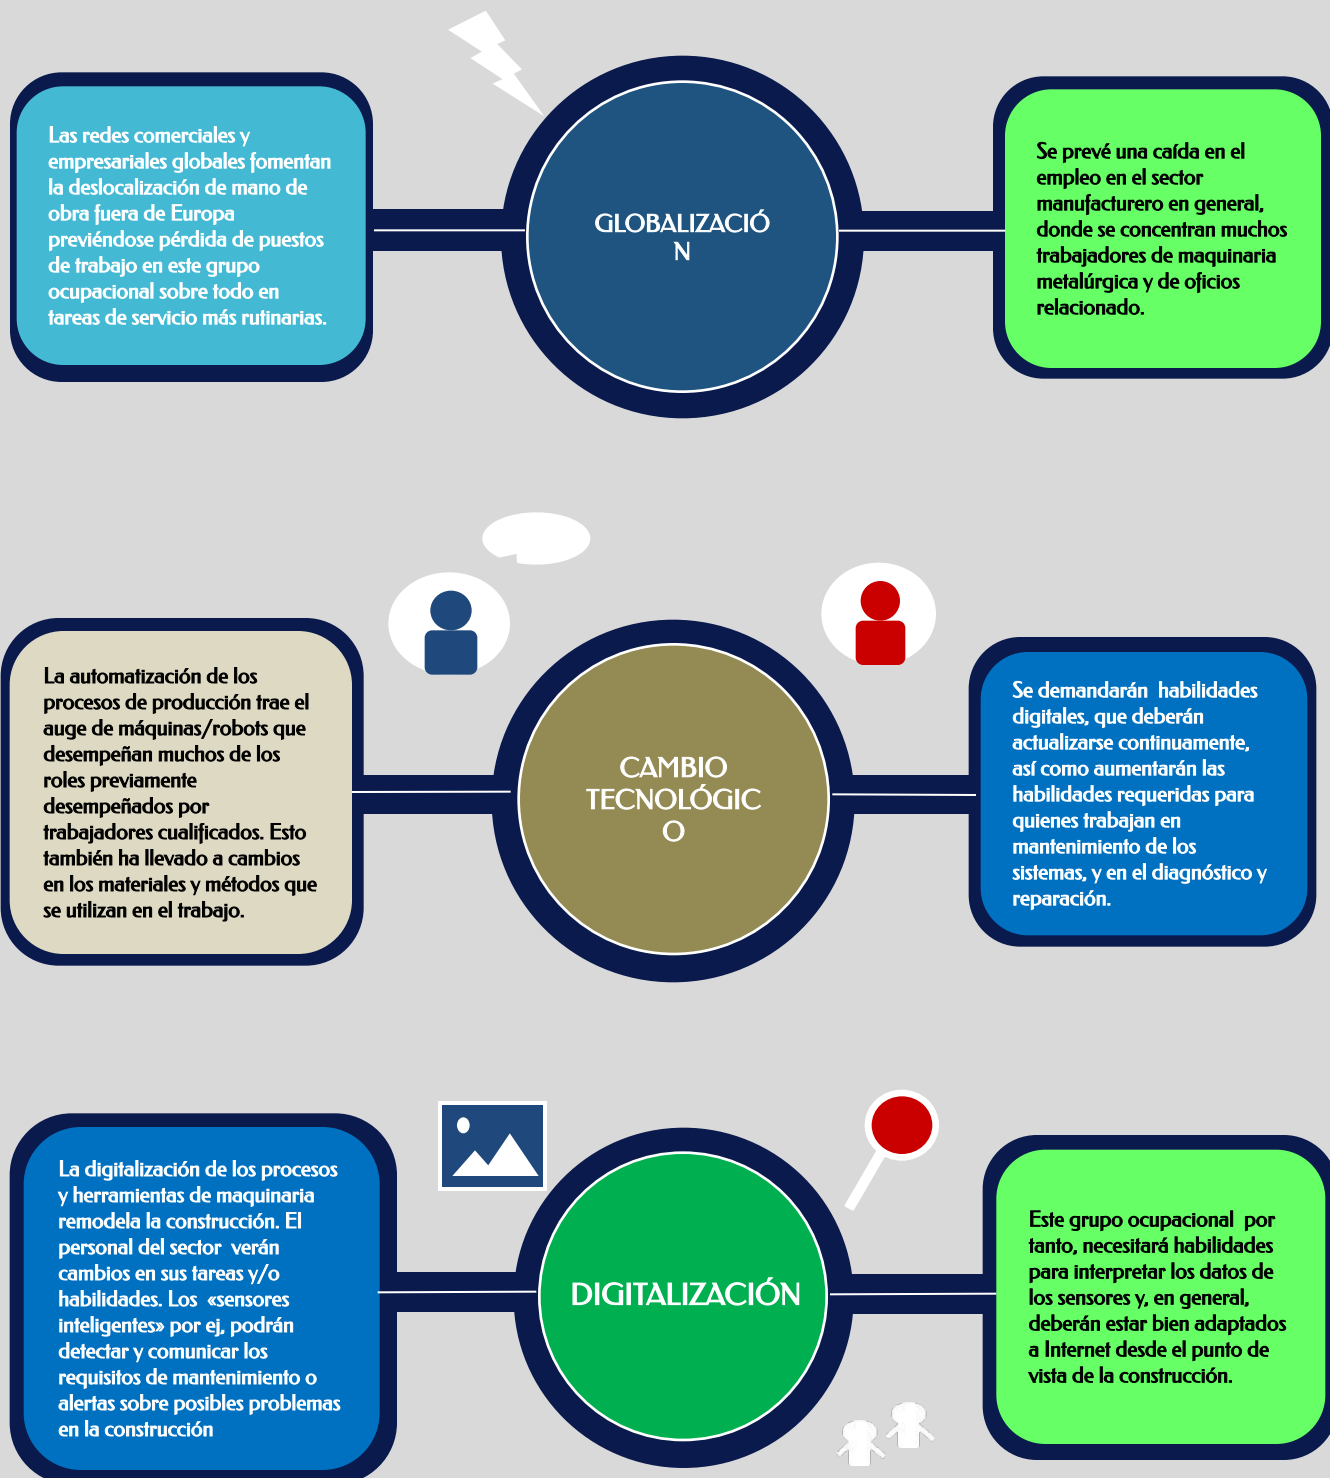 Las redes comerciales y
empresariales globales fomentan
la deslocalización de mano de
obra fuera de Europa
previéndose pérdida de puestos
de trabajo en este grupo
ocupacional sobre todo en
tareas de servicio más rutinarias.
GLOBALIZACIÓ
N
Se prevé una caída en el
empleo en el sector
manufacturero en general,
donde se concentran muchos
trabajadores de maquinaria
metalúrgica y de oficios
relacionado.
La automatización de los
procesos de producción trae el
auge de máquinas/robots que
desempeñan muchos de los
roles previamente
desempeñados por
trabajadores cualificados. Esto
también ha llevado a cambios
en los materiales y métodos que
se utilizan en el trabajo.
CAMBIO
TECNOLÓGIC
O
Se demandarán habilidades
digitales, que deberán
actualizarse continuamente,
así como aumentarán las
habilidades requeridas para
quienes trabajan en
mantenimiento de los
sistemas, y en el diagnóstico y
reparación.
La digitalización de los procesos
y herramientas de maquinaria
remodela la construcción. El
personal del sector verán
cambios en sus tareas y/o
habilidades. Los «sensores
inteligentes» por ej, podrán
detectar y comunicar los
requisitos de mantenimiento o
alertas sobre posibles problemas
en la construcción
DIGITALIZACIÓN
Este grupo ocupacional por
tanto, necesitará habilidades
para interpretar los datos de
los sensores y, en general,
deberán estar bien adaptados
a Internet desde el punto de
vista de la construcción.